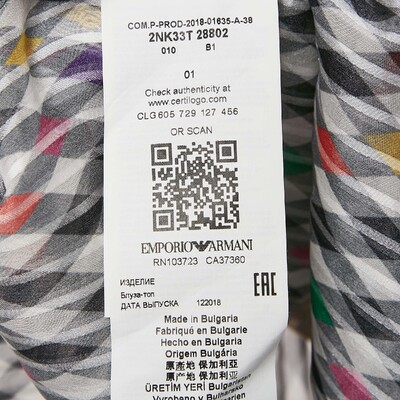 COM.P-PROD-2018-01635-A-38
2NK33T 28802
010 B1
01
Check authenticity at
www.certilogo.com
CLG 605 729 127 456
OR SCAN
EMPORIO ARMANI
RN103723 CA37360
ИЗДЕЛИЕ
Блуза-топ
ДАТА ВЫПУСКА 122018
EAC
Made in Bulgaria
Fabriqué en Bulgarie
Hecho en Bulgaria
Origem Bulgária
原產地 保加利亞
原产地 保加利亚
ÜRETİM YERİ Bulgaristan
Vyrobeno v Bulharsku